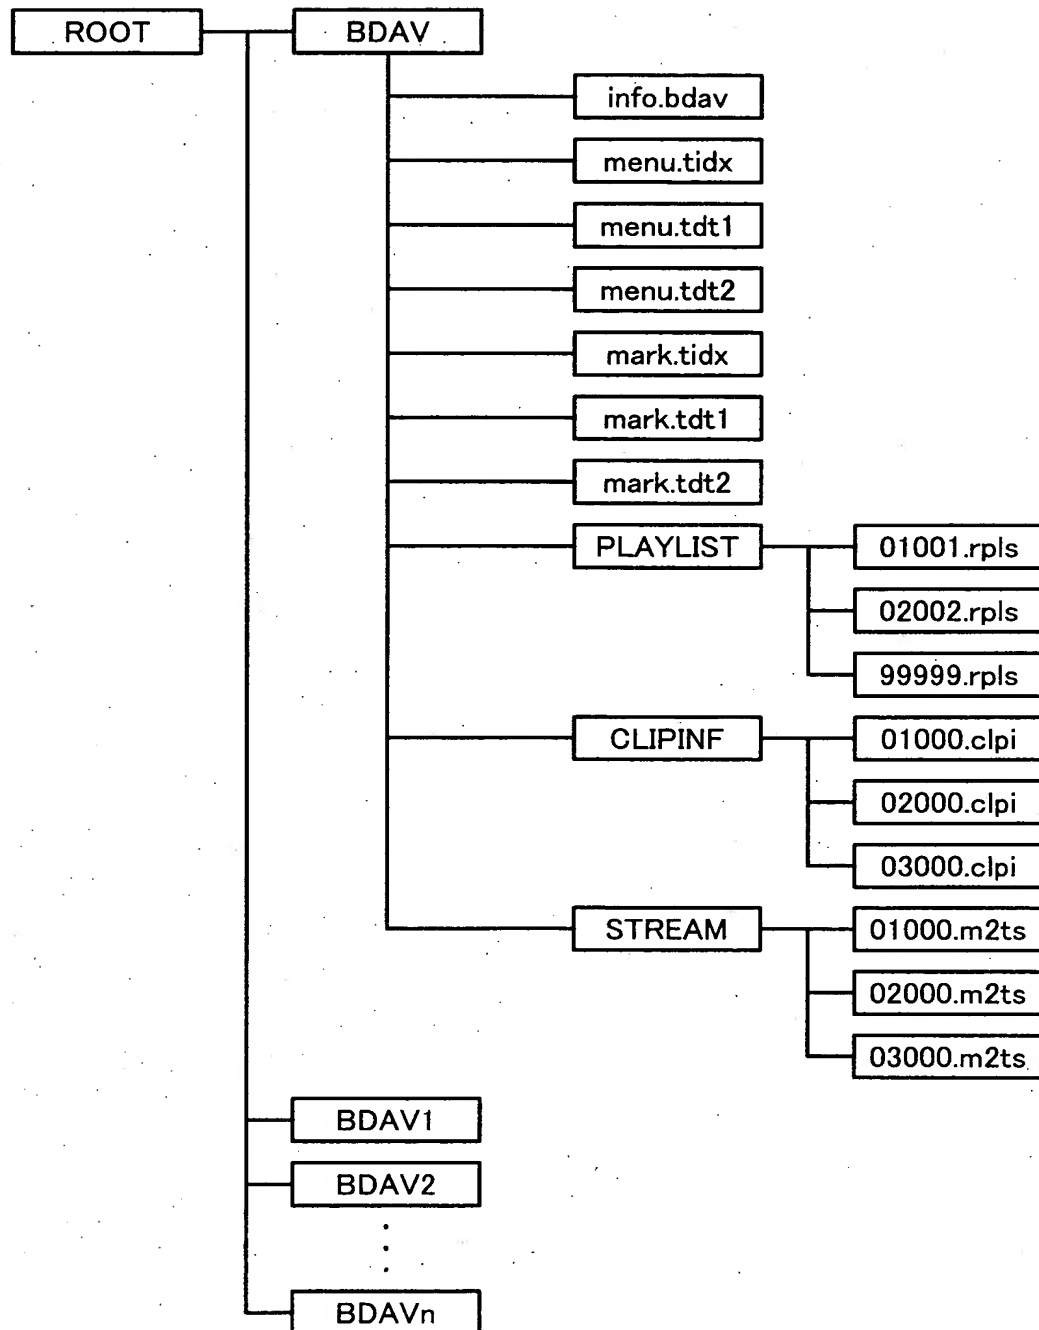 ROOT
BDAV
info.bdav
menu.tidx
menu.tdt1
menu.tdt2
mark.tidx
mark.tdt1
mark.tdt2
PLAYLIST
01001.rpls
02002.rpls
99999.rpls
CLIPINF
01000.clpi
02000.clpi
03000.clpi
STREAM
01000.m2ts
02000.m2ts
03000.m2ts
BDAV1
BDAV2
BDAVn